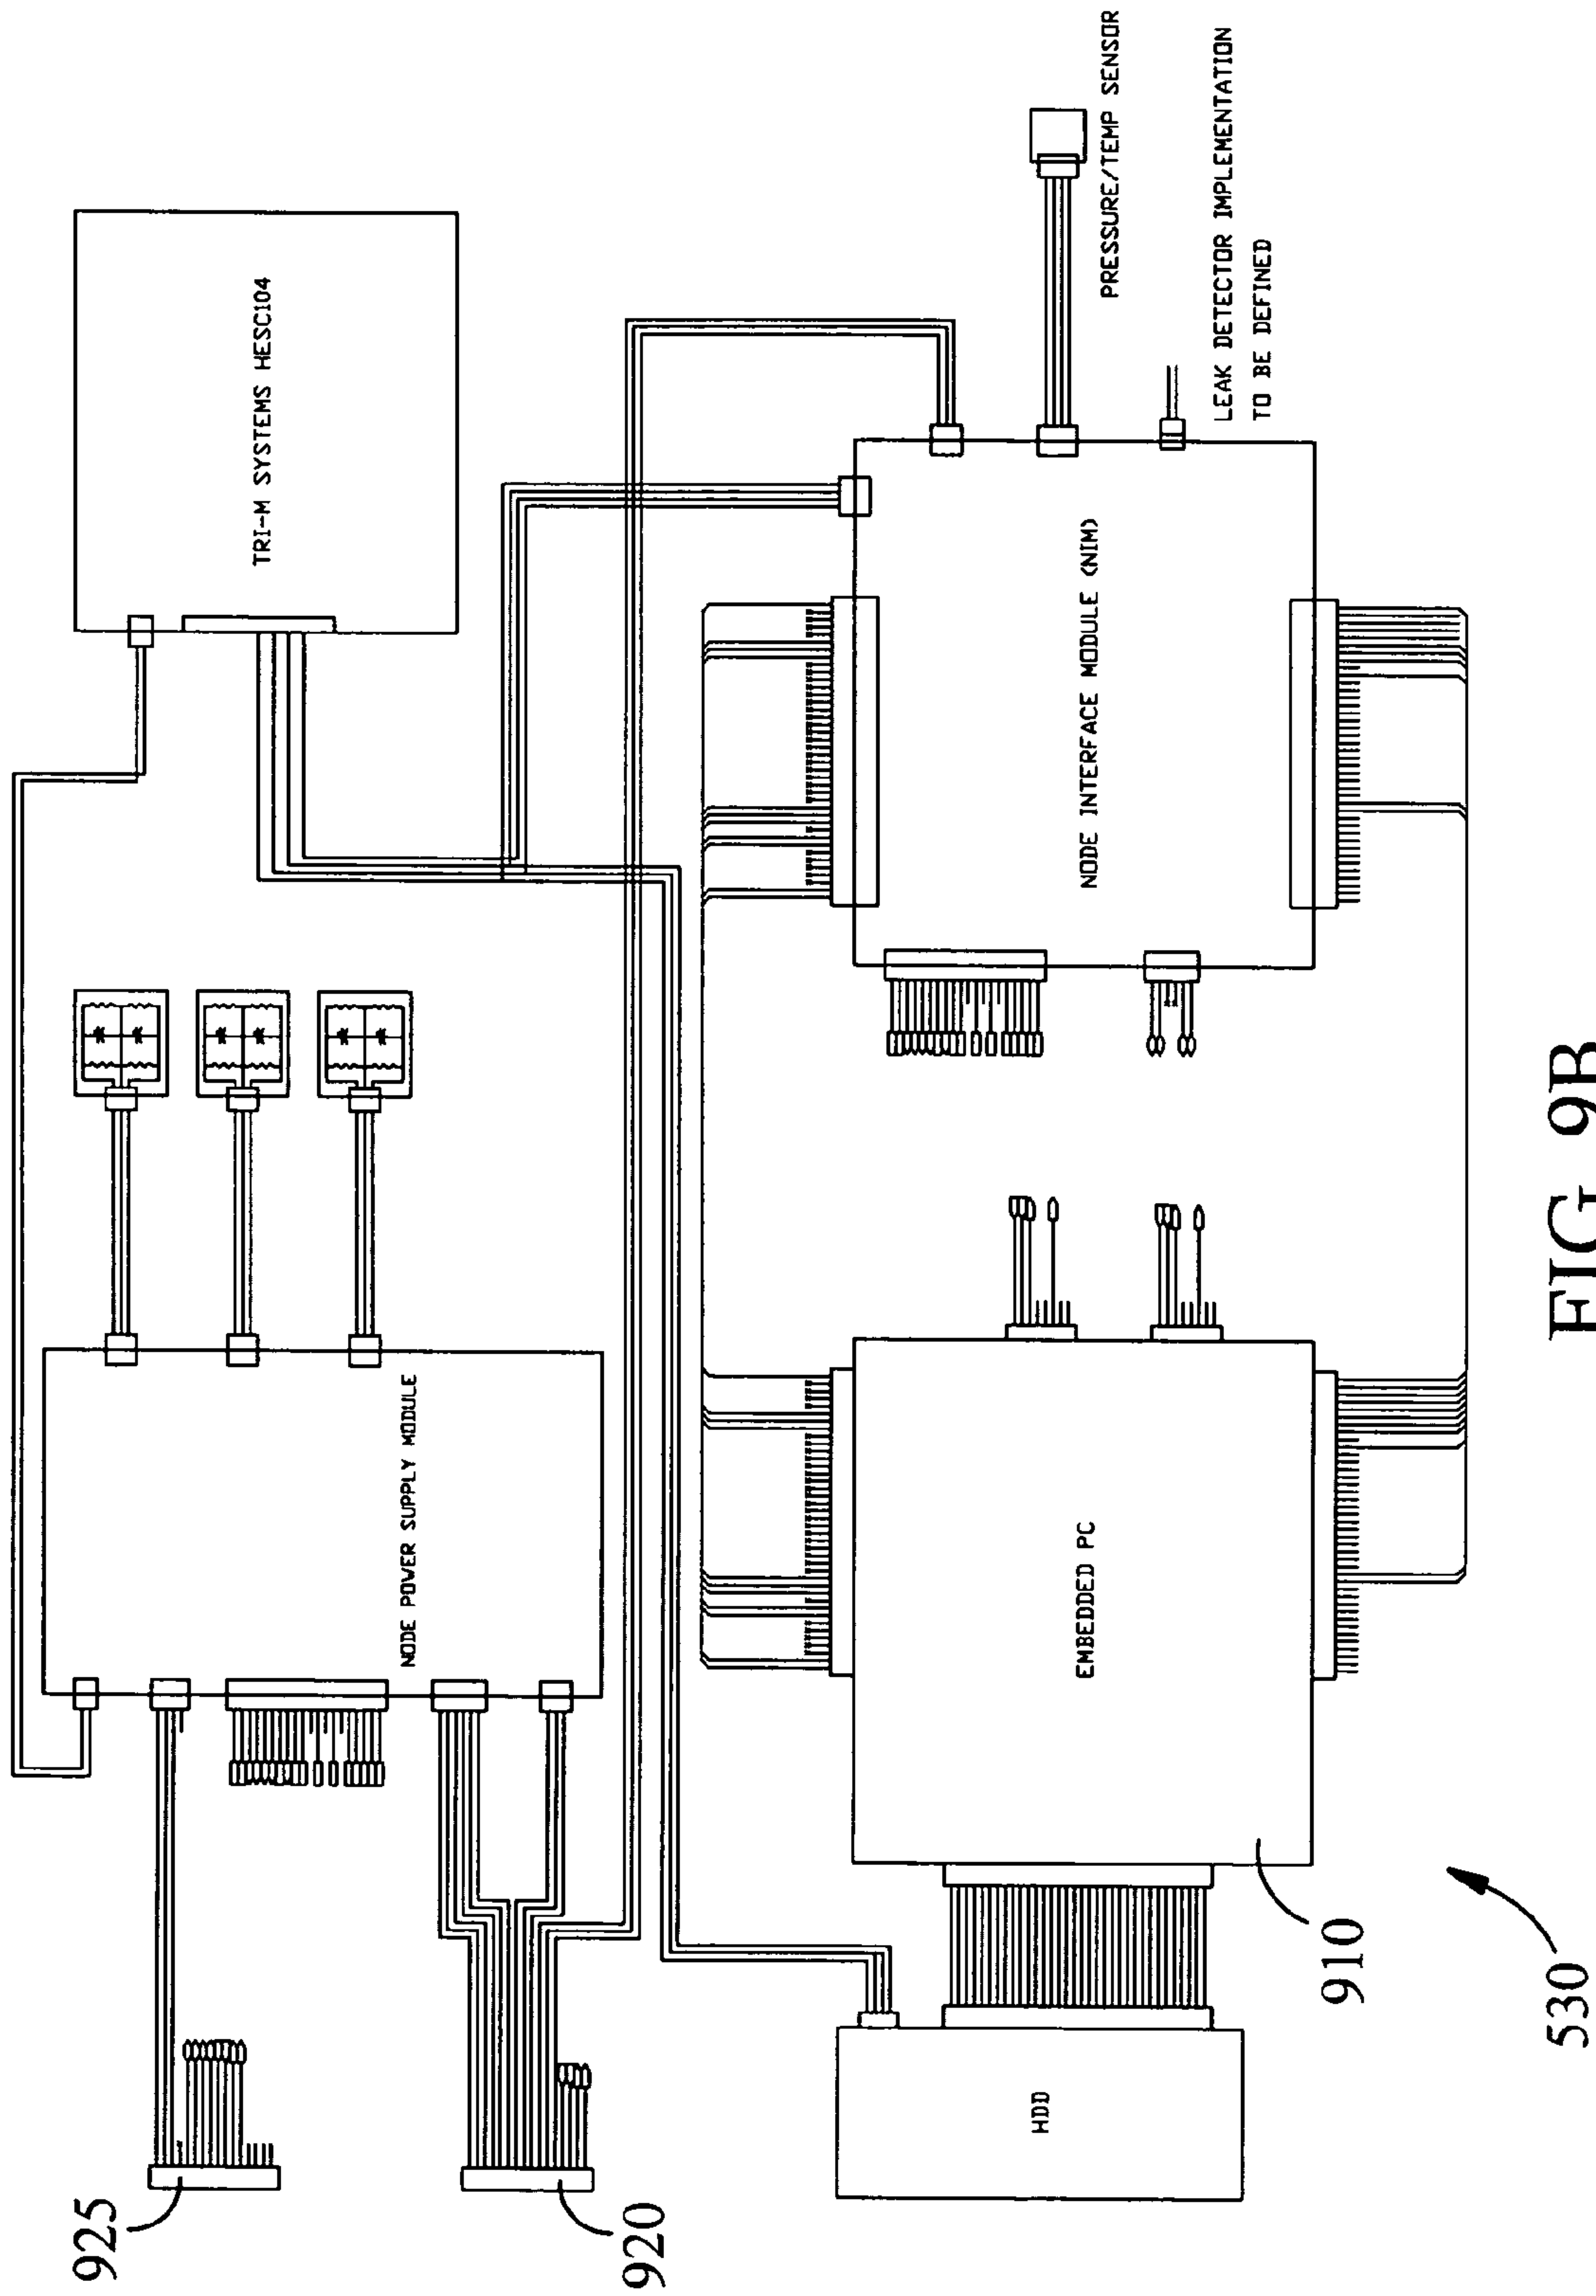 925
920
NODE POWER SUPPLY MODULE
TRI-M SYSTEMS HESC104
HDD
EMBEDDED PC
910
NODE INTERFACE MODULE (NIM)
PRESSURE/TEMP SENSOR
LEAK DETECTOR IMPLEMENTATION
TO BE DEFINED
530
FIG 9B